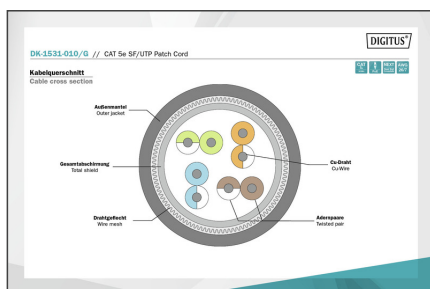 DIGITUS®
DK-1531-010/G // CAT 5e SF/UTP Patch Cord
Kabelquerschnitt
Cable cross section
Außenmantel
Outer jacket
Gesamtabschirmung
Total shield
Drahtgeflecht
Wire mesh
Cu-Draht
Cu-Wire
Adernpaare
Twisted pair